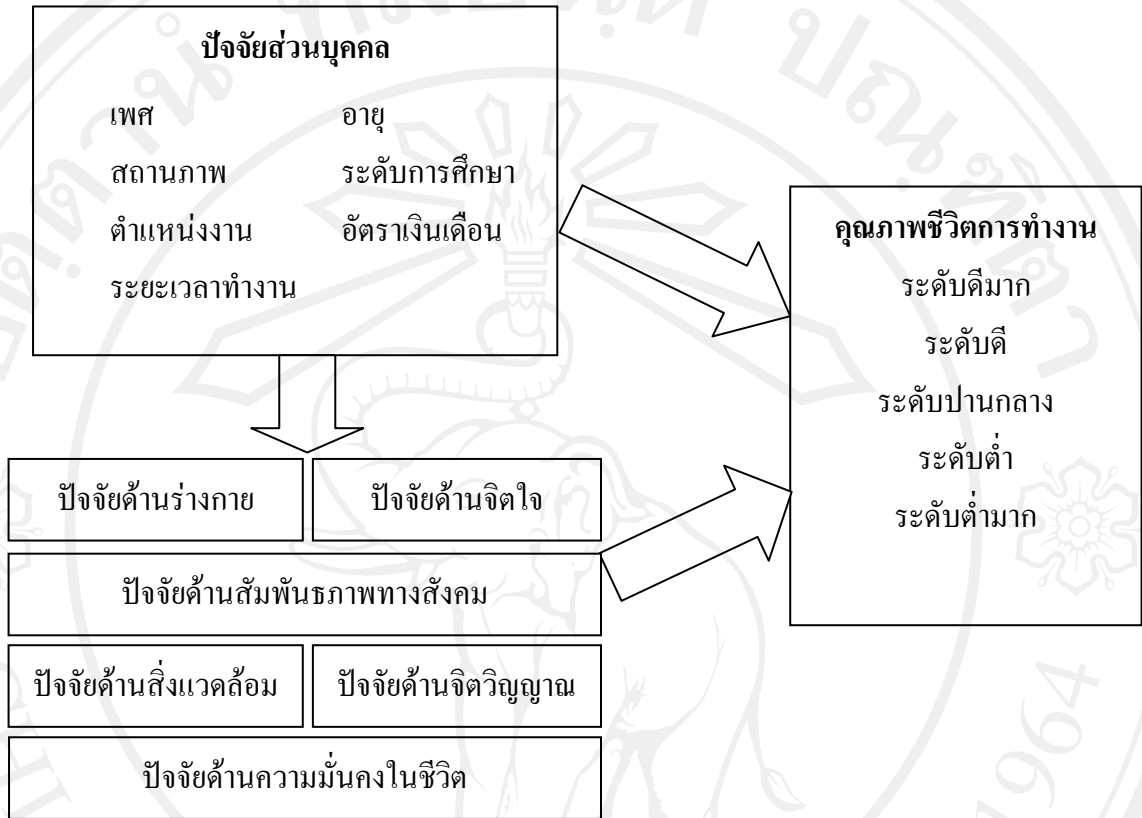 ปัจจัยส่วนบุคคล
เพศ อายุ
สถานภาพ ระดับการศึกษา
ตำแหน่งงาน อัตราเงินเดือน
ระยะเวลาทำงาน
คุณภาพชีวิตการทำงาน
ระดับดีมาก
ระดับดี
ระดับปานกลาง
ระดับต่ำ
ระดับต่ำมาก
ปัจจัยด้านร่างกาย ปัจจัยด้านจิตใจ
ปัจจัยด้านสัมพันธภาพทางสังคม
ปัจจัยด้านสิ่งแวดล้อม ปัจจัยด้านจิตวิญญาณ
ปัจจัยด้านความมั่นคงในชีวิต
1964